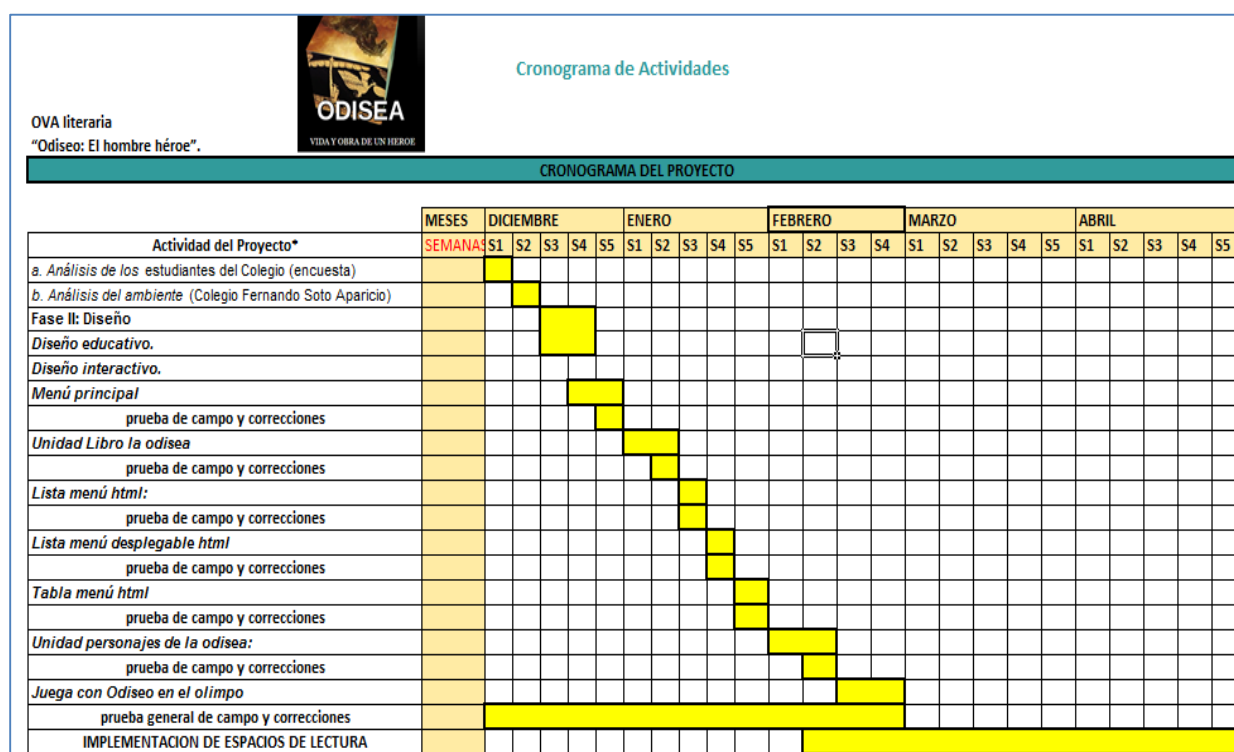 ODISEA
VIDA Y OBRA DE UN HEROE
Cronograma de Actividades
OVA literaria
“Odiseo: El hombre héroe”.
CRONOGRAMA DEL PROYECTO
MESES DICIEMBRE ENERO FEBRERO MARZO ABRIL
Actividad del Proyecto* SEMANAS S1 S2 S3 S4 S5 S1 S2 S3 S4 S5 S1 S2 S3 S4 S1 S2 S3 S4 S5 S1 S2 S3 S4 S5
a. Análisis de los estudiantes del Colegio (encuesta)
b. Análisis del ambiente (Colegio Fernando Soto Aparicio)
Fase II: Diseño
Diseño educativo.
Diseño interactivo.
Menú principal
prueba de campo y correcciones
Unidad Libro la odisea
prueba de campo y correcciones
Lista menú html:
prueba de campo y correcciones
Lista menú desplegable html
prueba de campo y correcciones
Tabla menú html
prueba de campo y correcciones
Unidad personajes de la odisea:
prueba de campo y correcciones
Juega con Odiseo en el olimpo
prueba general de campo y correcciones
IMPLEMENTACION DE ESPACIOS DE LECTURA